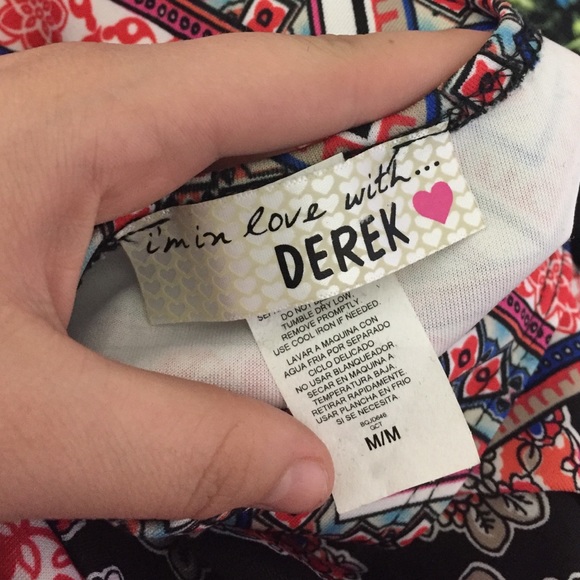 i'm in love with...
DEREK
DO NOT
TUMBLE DRY LOW
REMOVE PROMPTLY
USE COOL IRON IF NEEDED.
LAVAR A MAQUINA CON
AGUA FRIA POR SEPARADO
CICLO DELICADO
NO USAR BLANQUEADOR
SECAR EN MAQUINA A
TEMPERATURA BAJA.
RETIRAR RAPIDAMENTE.
USAR PLANCHA EN FRIO
SI SE NECESITA
QCT
M/M